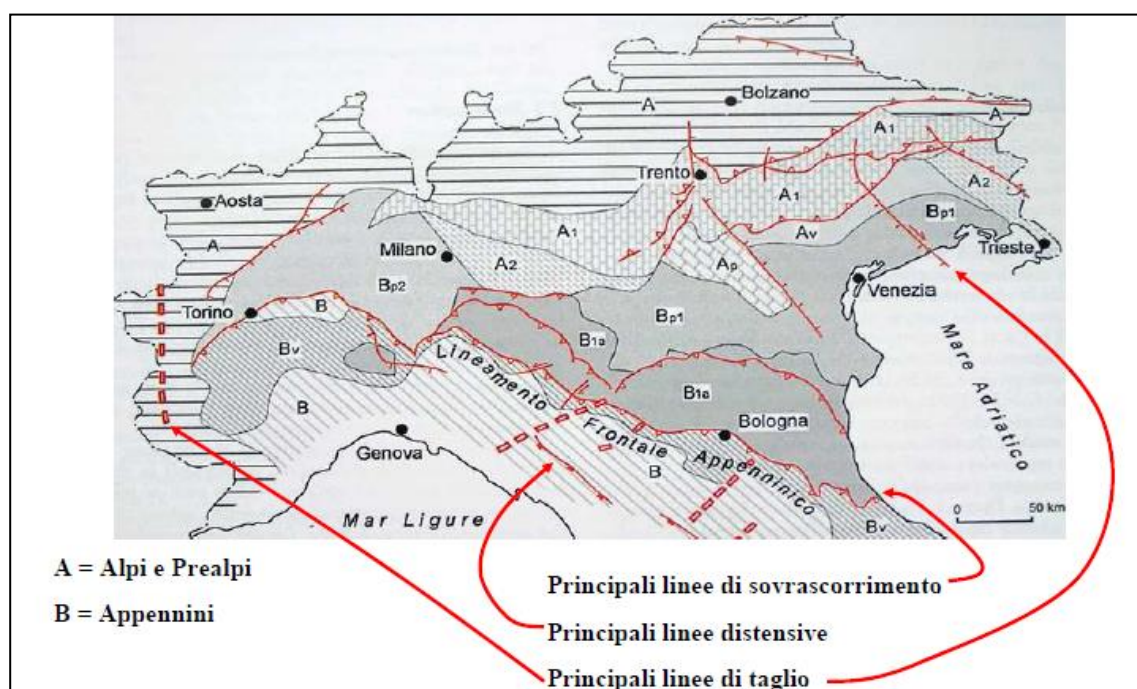 Bolzano
A
A
A1
Trento
Aosta
A1
A2
A
A1
Av
Bp1
Milano
A2
Ap
Trieste
Bp2
Venezia
Torino
B
Bp1
Bv
B1a
Lineamento Frontale Appenninico
B1a
B
Bologna
Genova
B
Mare Adriatico
Mar Ligure
Bv
0 50 km
A = Alpi e Prealpi
B = Appennini
Principali linee di sovrascorrimento
Principali linee distensive
Principali linee di taglio